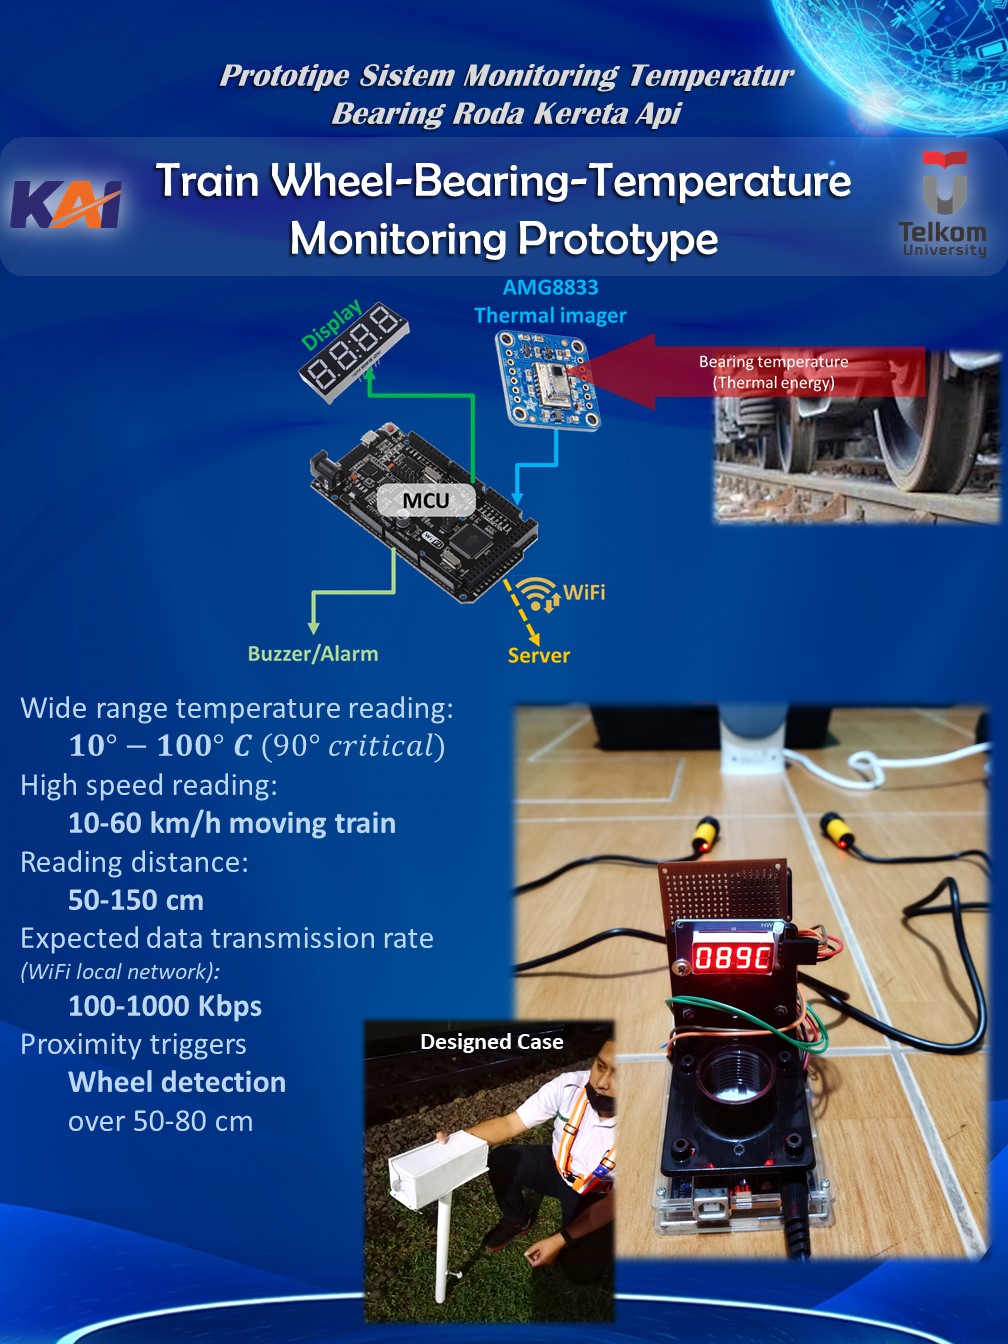 Prototipe Sistem Monitoring Temperatur
Bearing Roda Kereta Api
KAI
Train Wheel-Bearing-Temperature
Monitoring Prototype
Telkom
University
AMG8833
Thermal imager
Display
Bearing temperature
(Thermal energy)
MCU
WiFi
WiFi
Buzzer/Alarm
Server
Wide range temperature reading:
10° – 100° C (90° critical)
High speed reading:
10-60 km/h moving train
Reading distance:
50-150 cm
Expected data transmission rate
(WiFi local network):
100-1000 Kbps
Proximity triggers
Wheel detection
over 50-80 cm
HW
089C
Designed Case